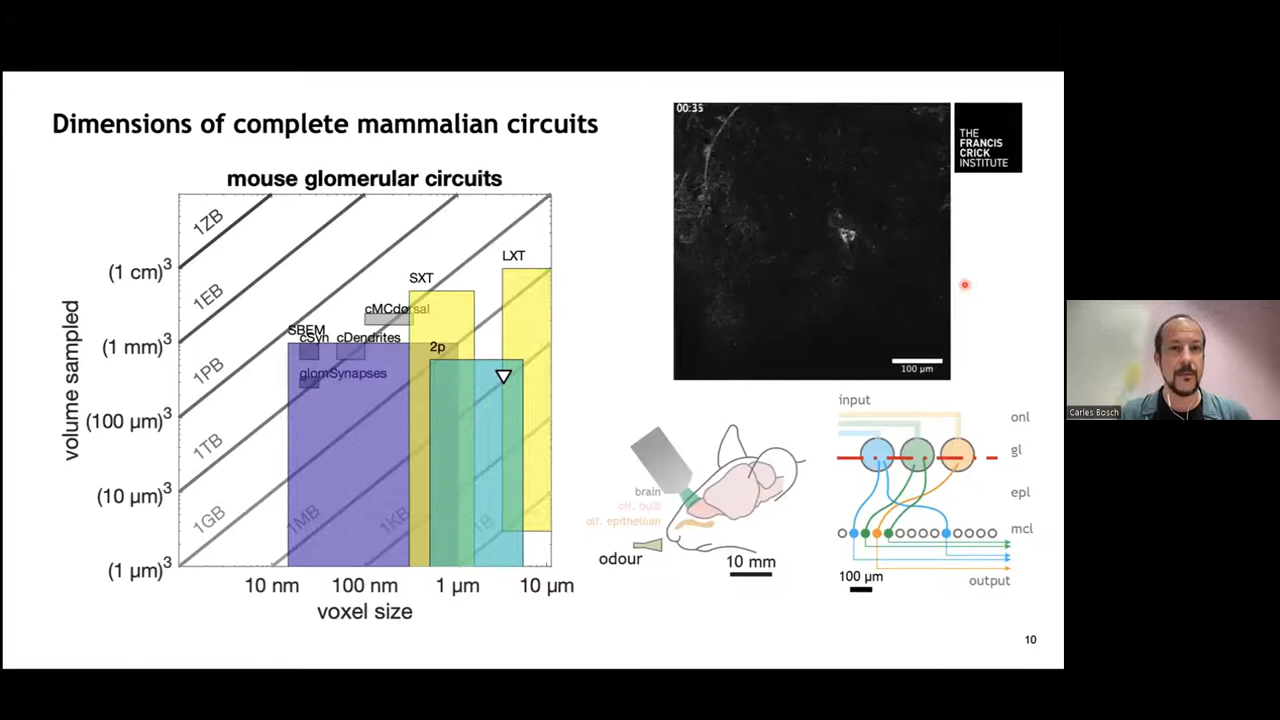 Dimensions of complete mammalian circuits
mouse glomerular circuits
1ZB
1EB
1PB
1TB
1GB
1MB
1KB
1B
(1 cm)³
(1 mm)³
(100 µm)³
(10 µm)³
(1 µm)³
volume sampled
LXT
SXT
cMCdorsal
SBEM
cSyn
cDendrites
2p
glomSynapses
10 nm
100 nm
1 µm
10 µm
voxel size
00:35
100 µm
THE
FRANCIS
CRICK
INSTITUTE
brain
olf. bulb
olf. epithelium
odour
10 mm
input
onl
gl
epl
mcl
100 µm
output
10
Carles Bosch